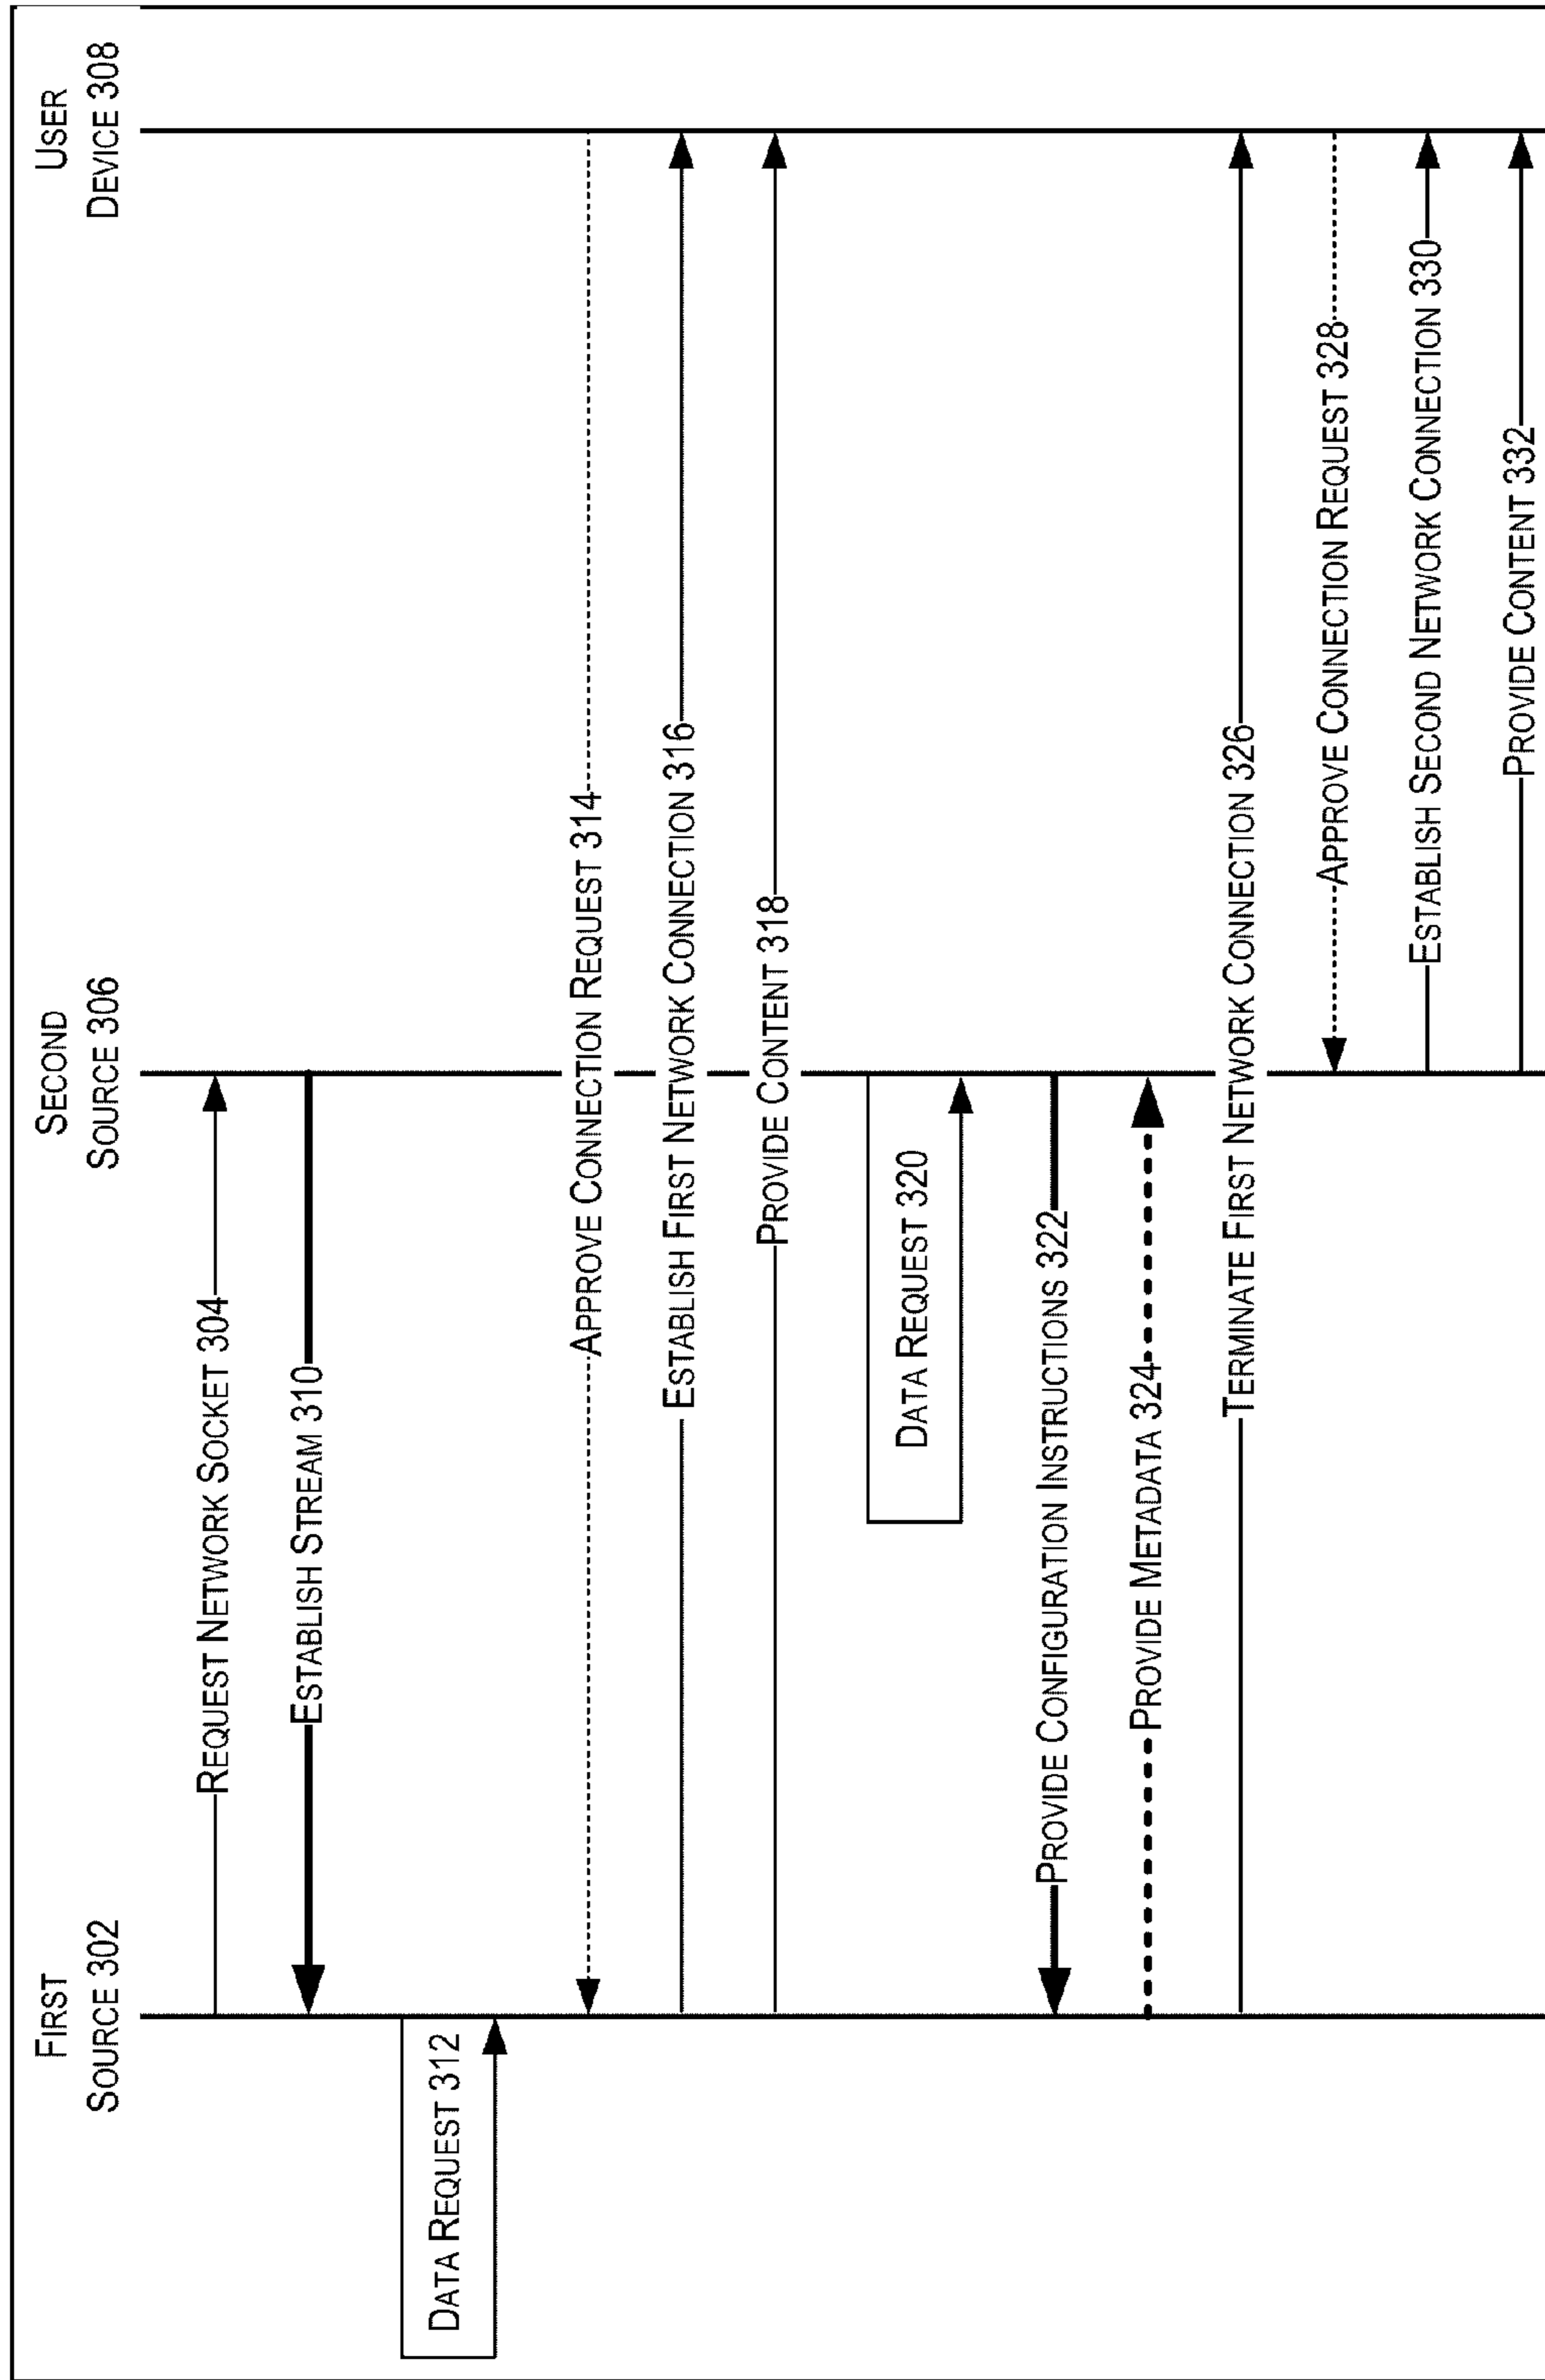 FIRST
SOURCE 302
SECOND
SOURCE 306
USER
DEVICE 308
REQUEST NETWORK SOCKET 304
ESTABLISH STREAM 310
DATA REQUEST 312
APPROVE CONNECTION REQUEST 314
ESTABLISH FIRST NETWORK CONNECTION 316
PROVIDE CONTENT 318
DATA REQUEST 320
PROVIDE CONFIGURATION INSTRUCTIONS 322
PROVIDE METADATA 324
TERMINATE FIRST NETWORK CONNECTION 326
APPROVE CONNECTION REQUEST 328
ESTABLISH SECOND NETWORK CONNECTION 330
PROVIDE CONTENT 332